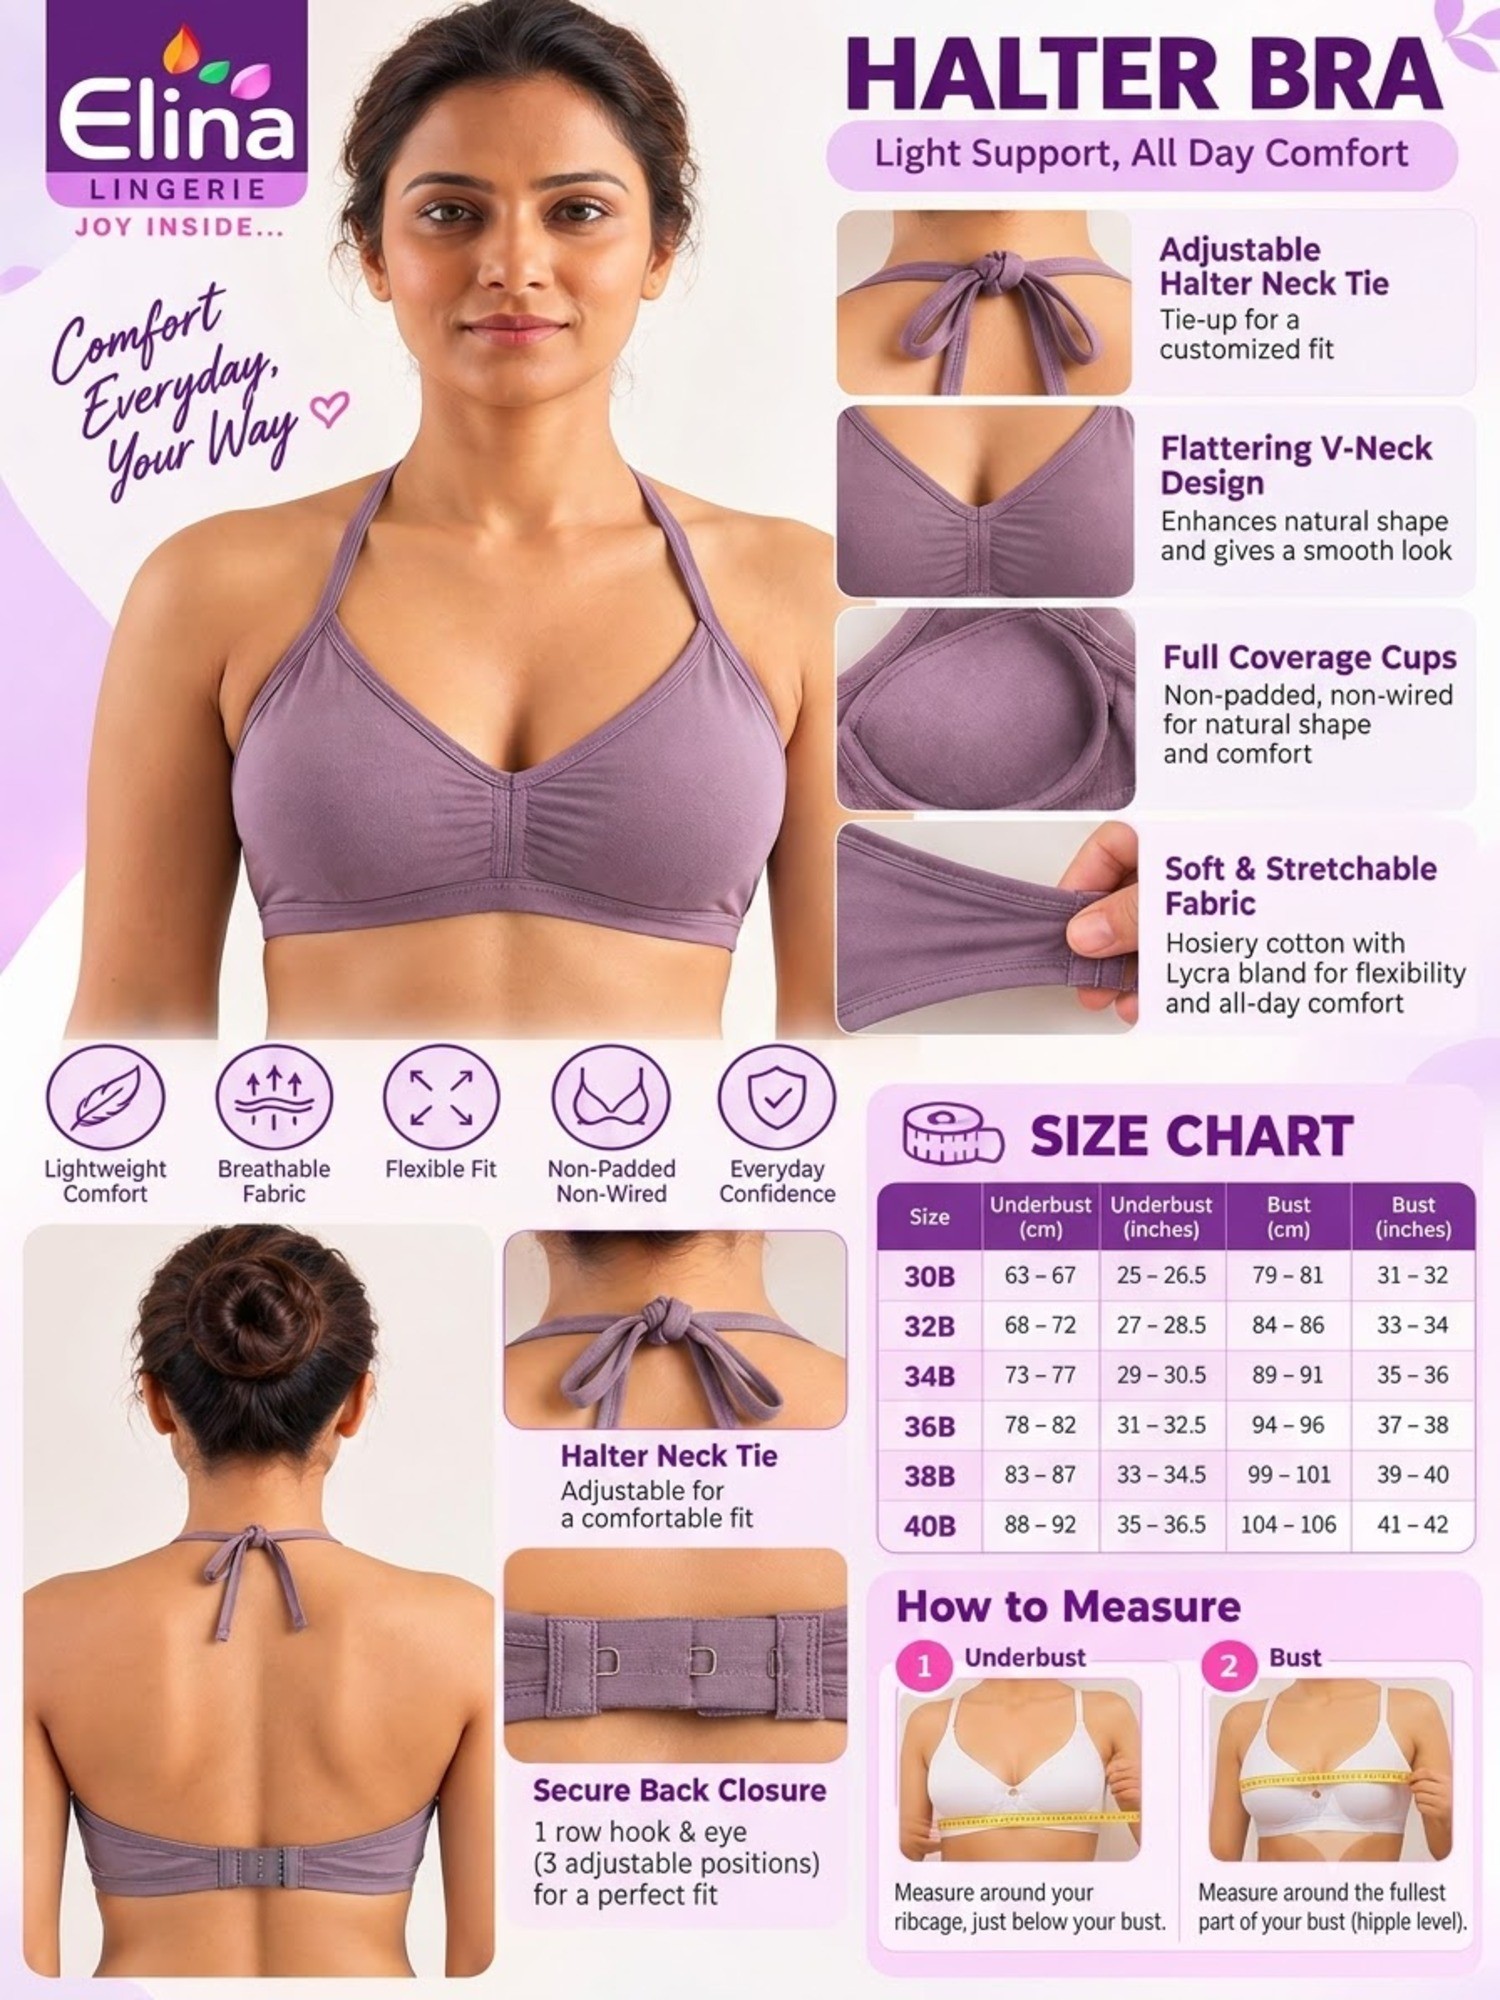 Elina
LINGERIE
JOY INSIDE...
Comfort
Everyday,
Your Way
HALTER BRA
Light Support, All Day Comfort
Adjustable
Halter Neck Tie
Tie-up for a
customized fit
Flattering V-Neck
Design
Enhances natural shape
and gives a smooth look
Full Coverage Cups
Non-padded, non-wired
for natural shape
and comfort
Soft & Stretchable
Fabric
Hosiery cotton with
Lycra bland for flexibility
and all-day comfort
Lightweight
Comfort
Breathable
Fabric
Flexible Fit
Non-Padded
Non-Wired
Everyday
Confidence
Halter Neck Tie
Adjustable for
a comfortable fit
Secure Back Closure
1 row hook & eye
(3 adjustable positions)
for a perfect fit
SIZE CHART
Size Underbust (cm) Underbust (inches) Bust (cm) Bust (inches)
30B 63 – 67 25 – 26.5 79 – 81 31 – 32
32B 68 – 72 27 – 28.5 84 – 86 33 – 34
34B 73 – 77 29 – 30.5 89 – 91 35 – 36
36B 78 – 82 31 – 32.5 94 – 96 37 – 38
38B 83 – 87 33 – 34.5 99 – 101 39 – 40
40B 88 – 92 35 – 36.5 104 – 106 41 – 42
How to Measure
1 Underbust
Measure around your
ribcage, just below your bust.
2 Bust
Measure around the fullest
part of your bust (hipple level).